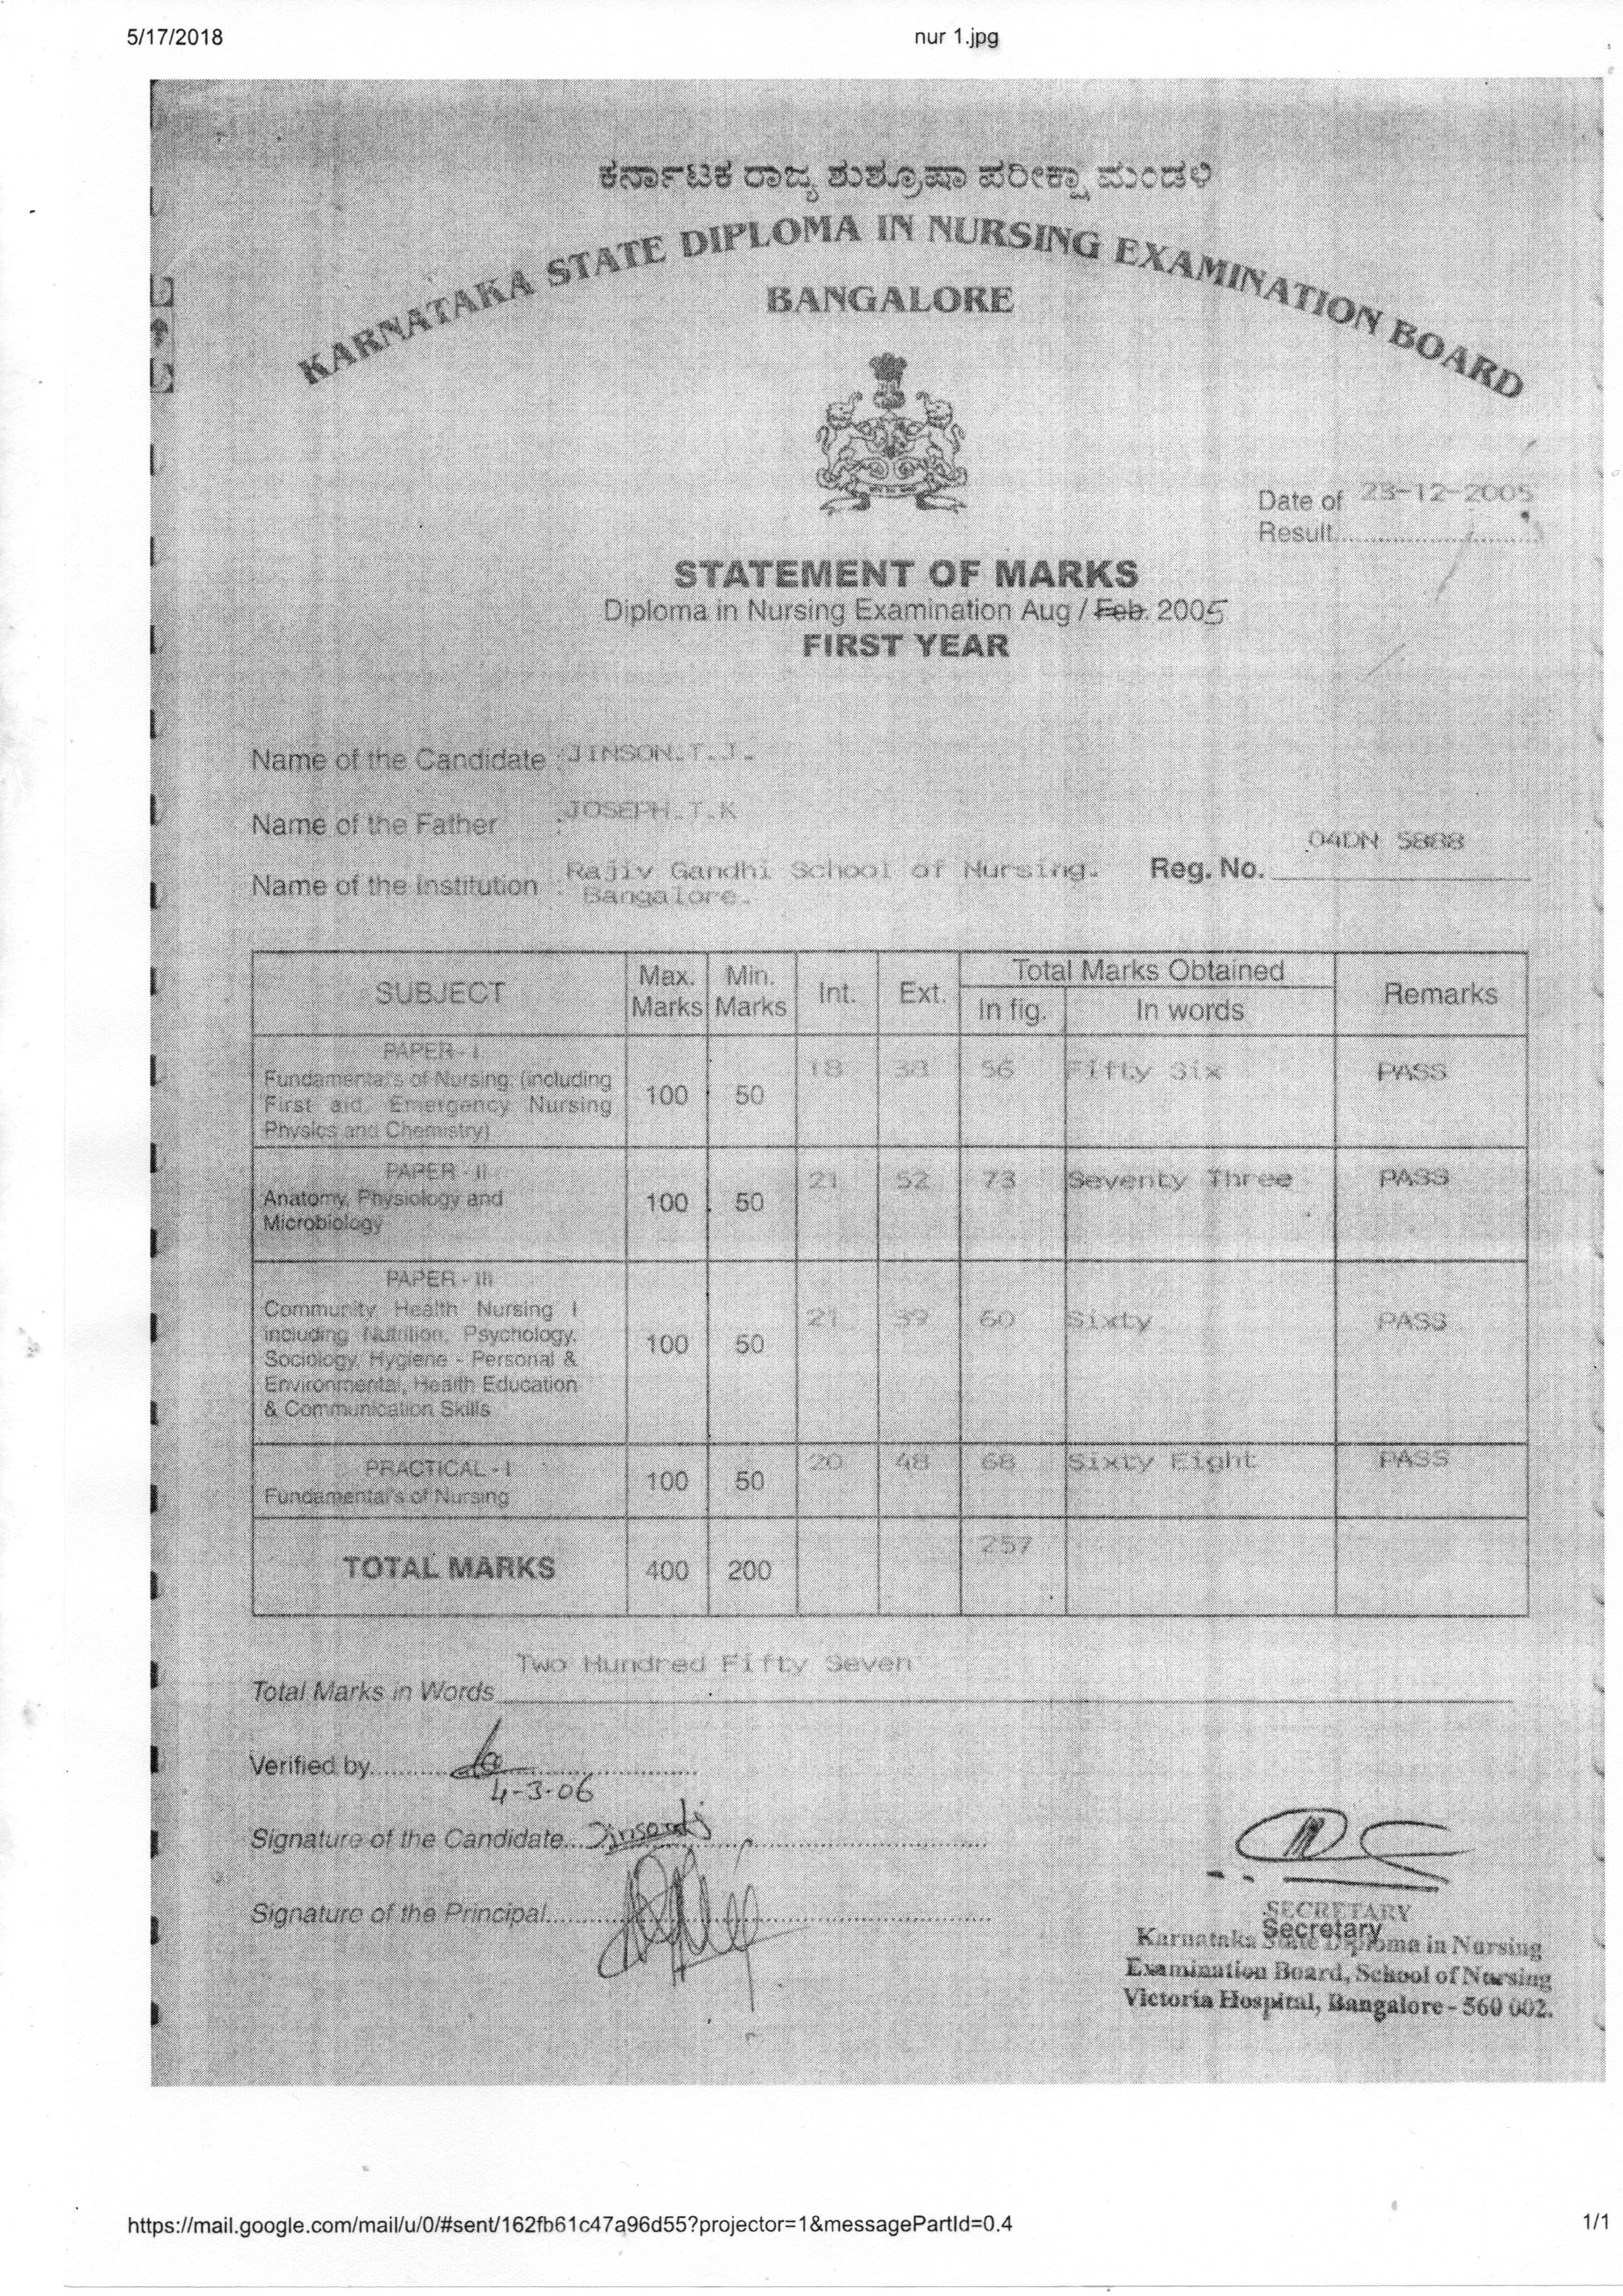 5/17/2018 nur 1.jpg
ಕರ್ನಾಟಕ ರಾಜ್ಯ ಶುಶ್ರೂಷಾ ಪರೀಕ್ಷಾ ಮಂಡಳಿ
KARNATAKA STATE DIPLOMA IN NURSING EXAMINATION BOARD
BANGALORE
Date of 23-12-2005
Result
STATEMENT OF MARKS
Diploma in Nursing Examination Aug / Feb. 2005
FIRST YEAR
Name of the Candidate : JINSON.T.J.
Name of the Father : JOSEPH.T.K
04DN 5888
Name of the Institution : Rajiv Gandhi School of Nursing. Reg. No.
Bangalore.
SUBJECT Max. Marks Min. Marks Int. Ext. Total Marks Obtained Remarks
In fig. In words
PAPER - I
Fundamental's of Nursing (including 18 38 56 Fifty Six PASS
First aid, Emergency Nursing 100 50
Physics and Chemistry)
PAPER - II
21 52 73 Seventy Three PASS
Anatomy, Physiology and 100 50
Microbiology
PAPER - III
Community Health Nursing I 21 39 60 Sixty PASS
including Nutrition, Psychology, 100 50
Sociology, Hygiene - Personal &
Environmental, Health Education
& Communication Skills
PRACTICAL - I 20 48 68 Sixty Eight PASS
Fundamental's of Nursing 100 50
257
TOTAL MARKS 400 200
Two Hundred Fifty Seven
Total Marks in Words
Verified by
4-3-06
Signature of the Candidate Jinson tj
Signature of the Principal
SECRETARY
Secretary
Karnataka State Diploma in Nursing
Examination Board, School of Nursing
Victoria Hospital, Bangalore - 560 002.
https://mail.google.com/mail/u/0/#sent/162fb61c47a96d55?projector=1&messagePartId=0.4 1/1